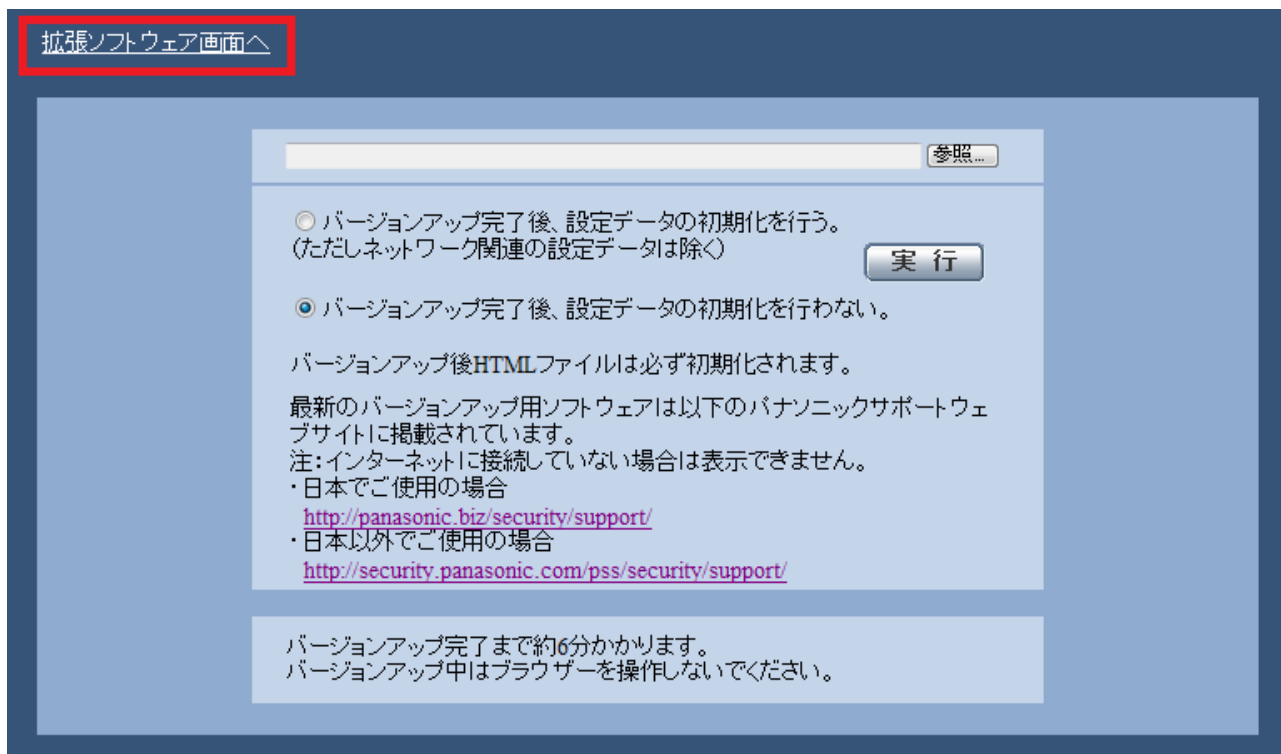 拡張ソフトウェア画面へ
参照...
バージョンアップ完了後、設定データの初期化を行う。
(ただしネットワーク関連の設定データは除く)
実 行
バージョンアップ完了後、設定データの初期化を行わない。
バージョンアップ後HTMLファイルは必ず初期化されます。
最新のバージョンアップ用ソフトウェアは以下のパナソニックサポートウェ
ブサイトに掲載されています。
注:インターネットに接続していない場合は表示できません。
・日本でご使用の場合
http://panasonic.biz/security/support/
・日本以外でご使用の場合
http://security.panasonic.com/pss/security/support/
バージョンアップ完了まで約6分かかります。
バージョンアップ中はブラウザーを操作しないでください。